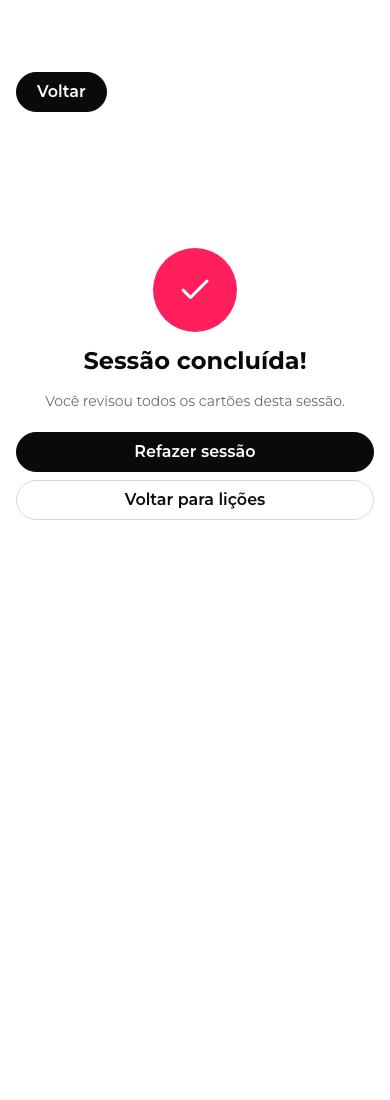 Voltar
Sessão concluída!
Você revisou todos os cartões desta sessão.
Refazer sessão
Voltar para lições